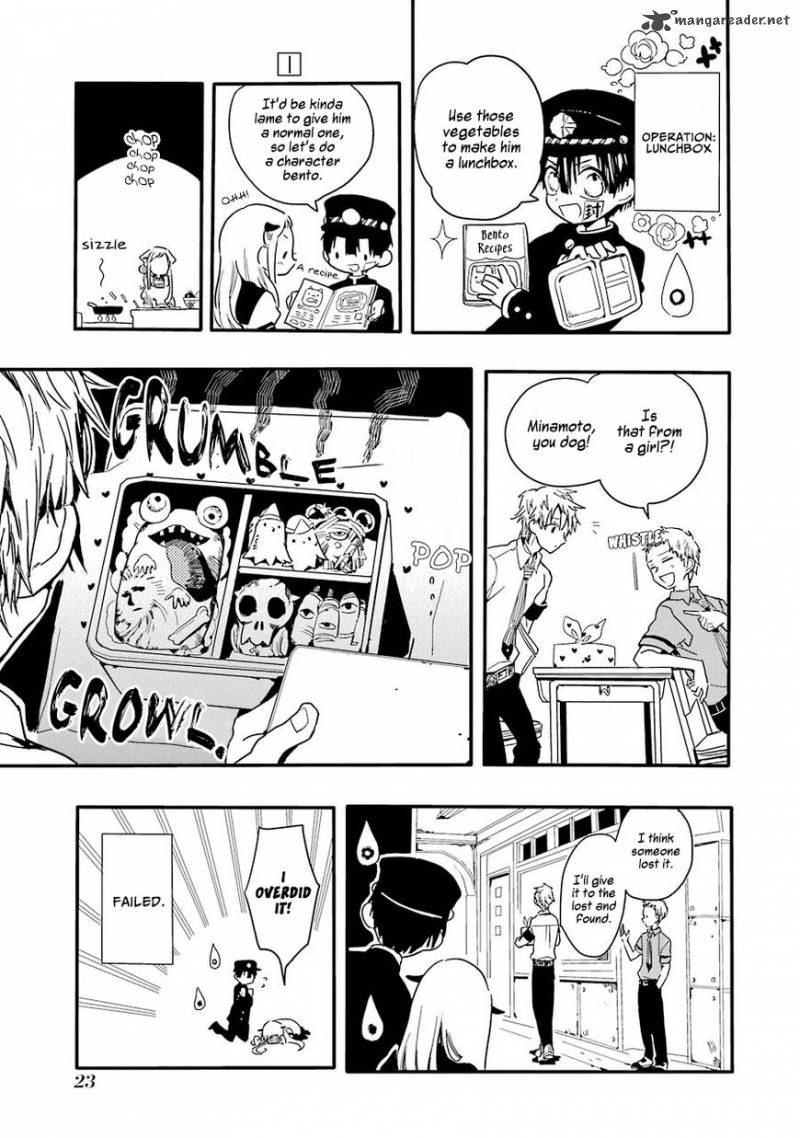 mangareader.net
OPERATION:
LUNCHBOX
Use those
vegetables
to make him
a lunchbox.
Bento
Recipes
封
It'd be kinda
lame to give him
a normal one,
so let's do
a character
bento.
OHH!
A recipe
chop
chop
chop
chop
sizzle
Is
that from
a girl?!
Minamoto,
you dog!
WHISTLE
GRUMBLE
POP
GROWL
I think
someone
lost it.
I'll give
it to the
lost and
found.
I
OVERDID
IT!
FAILED.
23